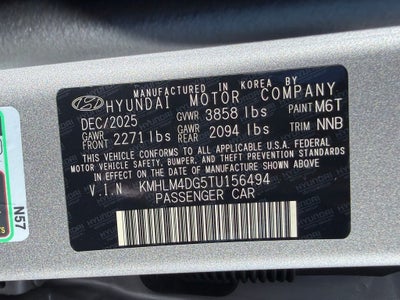 MANUFACTURED IN KOREA BY
HYUNDAI MOTOR COMPANY
DEC/2025 GVWR 3858 lbs PAINT M6T
GAWR FRONT 2271 lbs GAWR REAR 2094 lbs TRIM NNB
THIS VEHICLE CONFORMS TO ALL APPLICABLE U.S.A FEDERAL
MOTOR VEHICLE SAFETY, BUMPER, AND THEFT PREVENTION STANDARDS
IN EFFECT ON THE DATE OF MANUFACTURE SHOWN ABOVE.
V.I.N KMHLM4DG5TU156494
PASSENGER CAR
N57